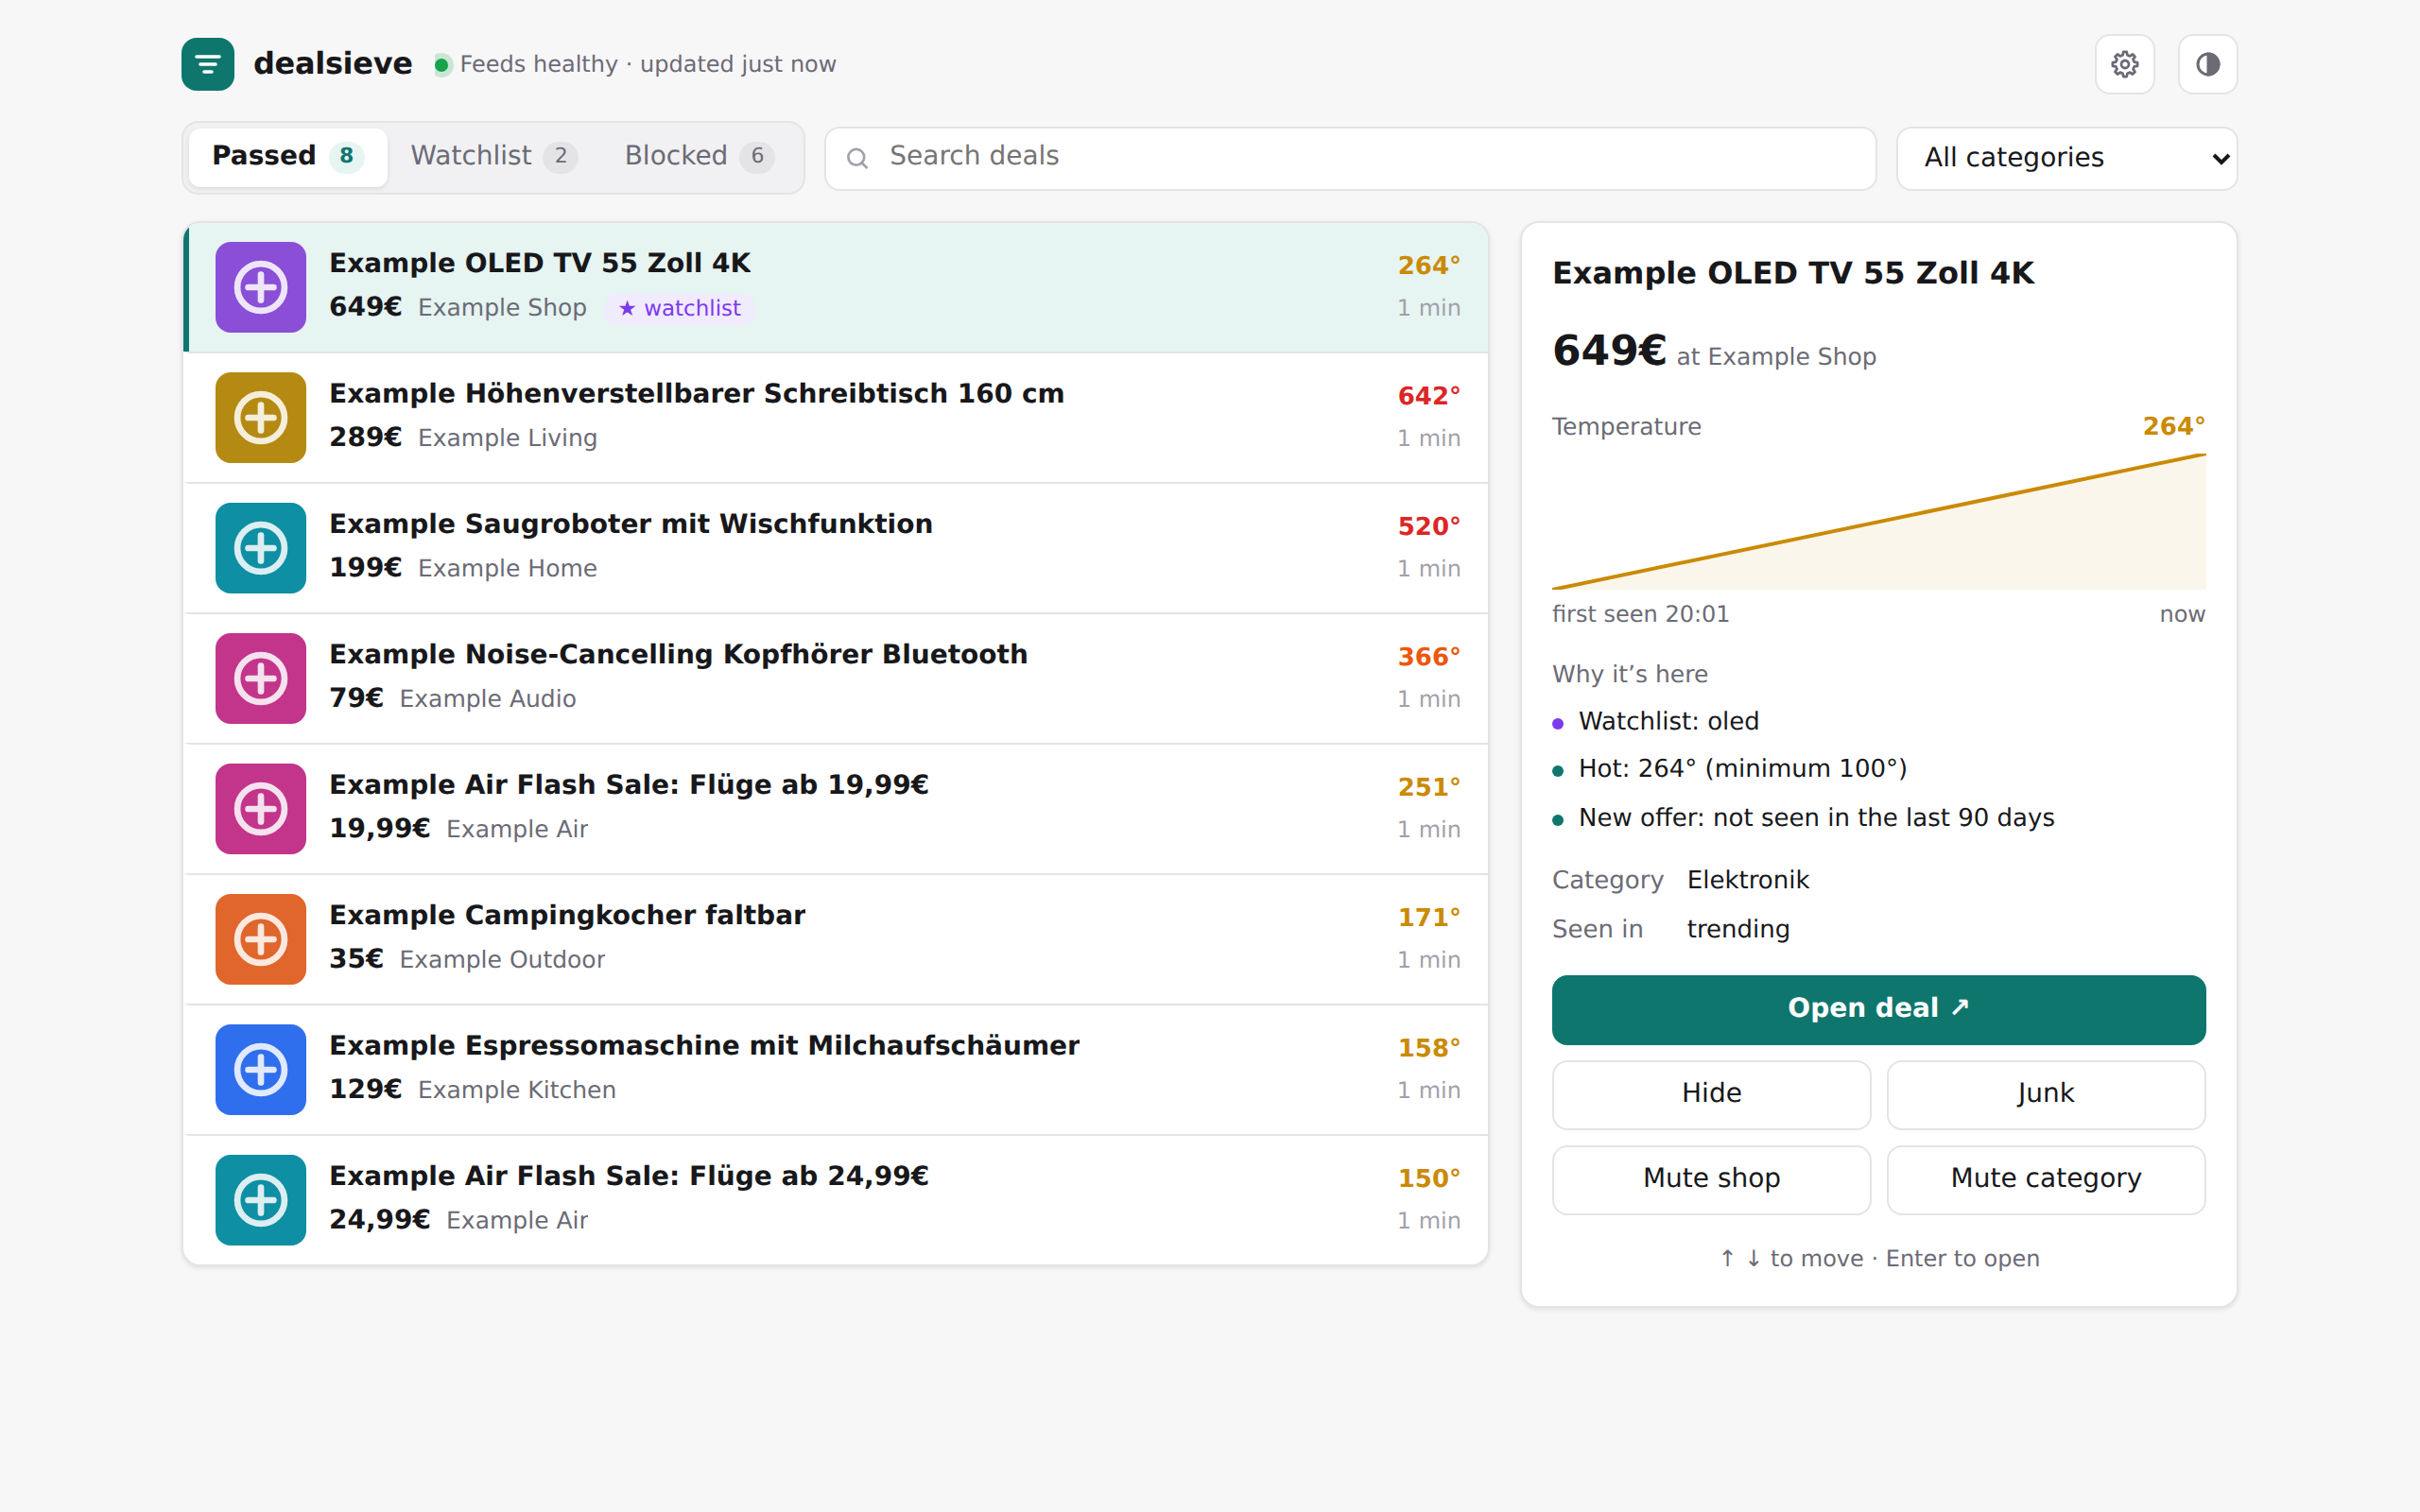 dealsieve
Feeds healthy · updated just now
Passed 8
Watchlist 2
Blocked 6
Search deals
All categories
Example OLED TV 55 Zoll 4K
264°
649€ Example Shop ★ watchlist
1 min
Example Höhenverstellbarer Schreibtisch 160 cm
642°
289€ Example Living
1 min
Example Saugroboter mit Wischfunktion
520°
199€ Example Home
1 min
Example Noise-Cancelling Kopfhörer Bluetooth
366°
79€ Example Audio
1 min
Example Air Flash Sale: Flüge ab 19,99€
251°
19,99€ Example Air
1 min
Example Campingkocher faltbar
171°
35€ Example Outdoor
1 min
Example Espressomaschine mit Milchaufschäumer
158°
129€ Example Kitchen
1 min
Example Air Flash Sale: Flüge ab 24,99€
150°
24,99€ Example Air
1 min
Example OLED TV 55 Zoll 4K
649€ at Example Shop
Temperature
264°
first seen 20:01
now
Why it’s here
Watchlist: oled
Hot: 264° (minimum 100°)
New offer: not seen in the last 90 days
Category Elektronik
Seen in trending
Open deal ↗
Hide
Junk
Mute shop
Mute category
↑ ↓ to move · Enter to open